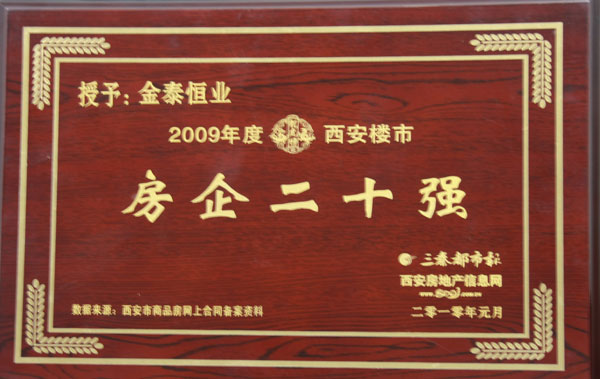 授予：金泰恒业
2009年度 西安楼市
房企二十强
三秦都市报
西安房地产信息网
数据来源：西安市商品房网上合同备案资料
二零一零年元月